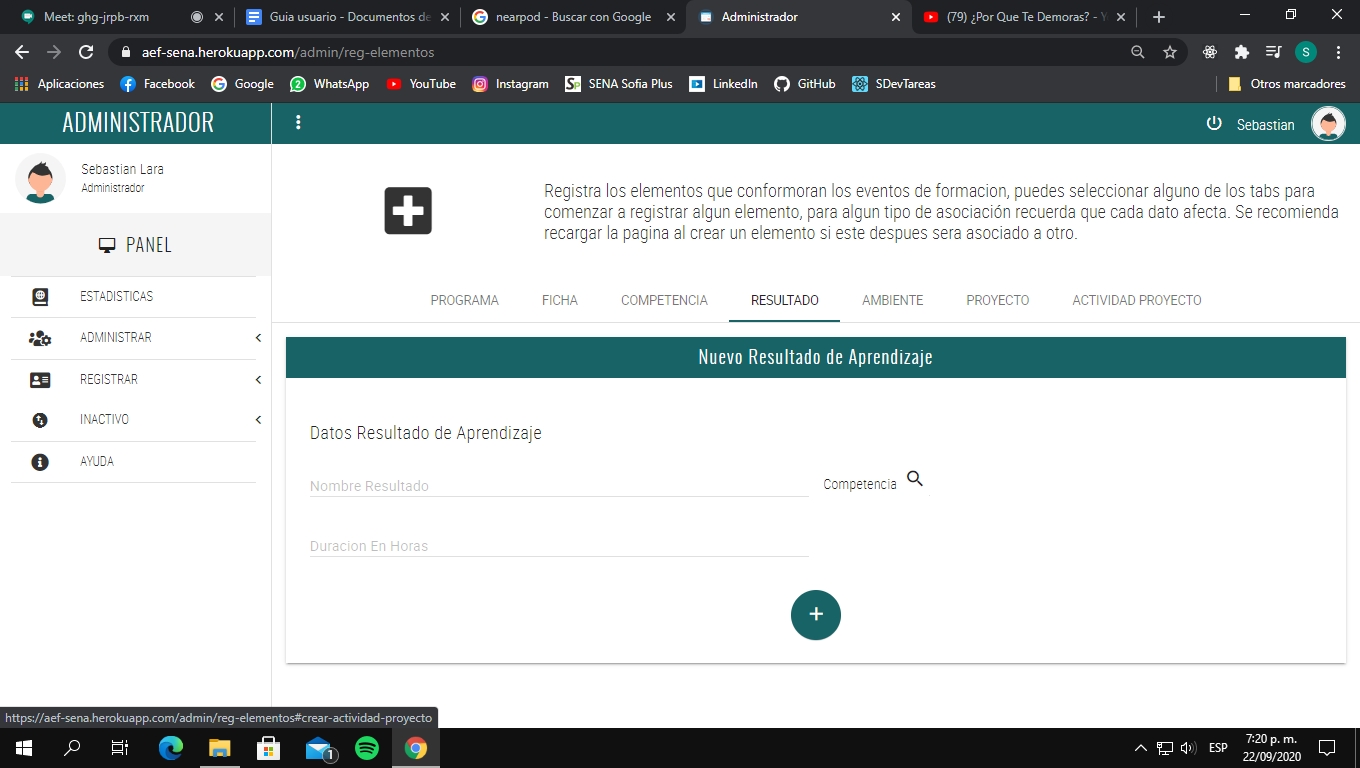 Meet: ghg-jrpb-rxm
Guia usuario - Documentos de
nearpod - Buscar con Google
Administrador
(79) ¿Por Que Te Demoras? - Y
aef-sena.herokuapp.com/admin/reg-elementos
S
Aplicaciones
Facebook
Google
WhatsApp
YouTube
Instagram
SENA Sofia Plus
LinkedIn
GitHub
SDevTareas
Otros marcadores
ADMINISTRADOR
Sebastian
Sebastian Lara
Administrador
PANEL
ESTADISTICAS
ADMINISTRAR
REGISTRAR
INACTIVO
AYUDA
Registra los elementos que conformoran los eventos de formacion, puedes seleccionar alguno de los tabs para
comenzar a registrar algun elemento, para algun tipo de asociación recuerda que cada dato afecta. Se recomienda
recargar la pagina al crear un elemento si este despues sera asociado a otro.
PROGRAMA
FICHA
COMPETENCIA
RESULTADO
AMBIENTE
PROYECTO
ACTIVIDAD PROYECTO
Nuevo Resultado de Aprendizaje
Datos Resultado de Aprendizaje
Nombre Resultado
Competencia
Duracion En Horas
https://aef-sena.herokuapp.com/admin/reg-elementos#crear-actividad-proyecto
1
ESP
7:20 p. m.
22/09/2020